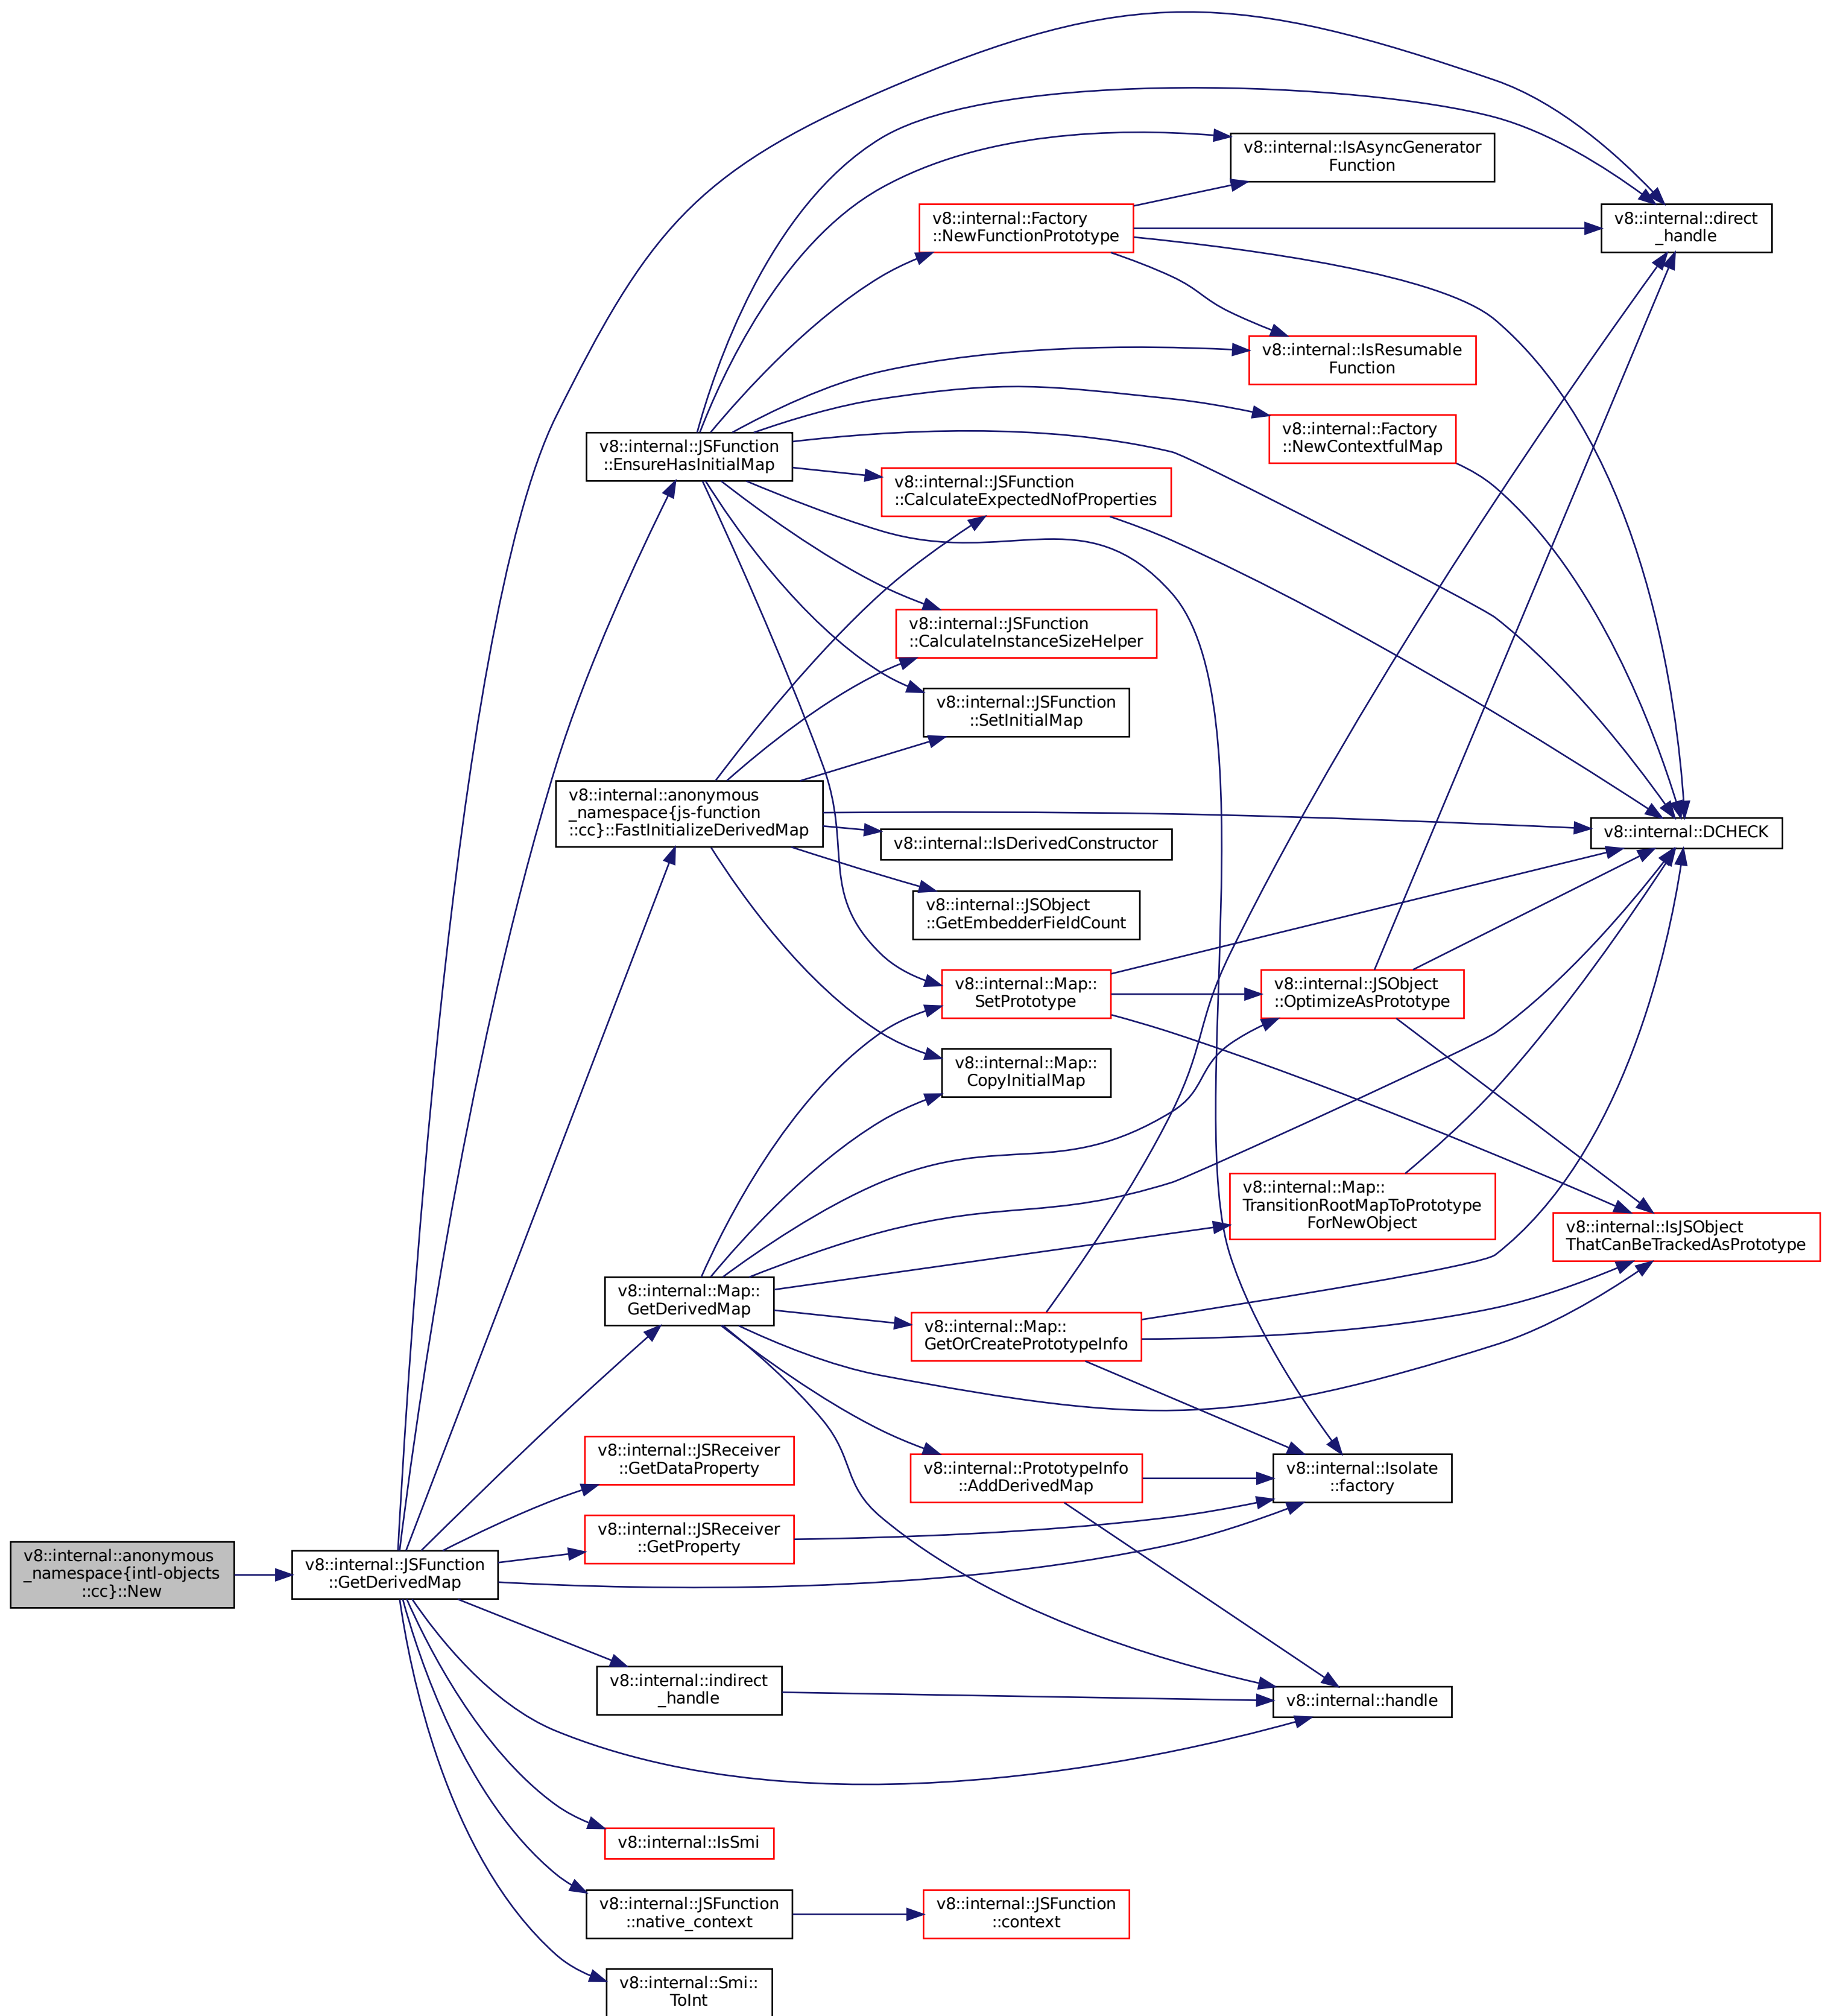 v8::internal::IsAsyncGenerator
Function
v8::internal::Factory
::NewFunctionPrototype
v8::internal::direct
_handle
v8::internal::IsResumable
Function
v8::internal::Factory
::NewContextfulMap
v8::internal::JSFunction
::EnsureHasInitialMap
v8::internal::JSFunction
::CalculateExpectedNofProperties
v8::internal::JSFunction
::CalculateInstanceSizeHelper
v8::internal::JSFunction
::SetInitialMap
v8::internal::anonymous
_namespace{js-function
::cc}::FastInitializeDerivedMap
v8::internal::DCHECK
v8::internal::IsDerivedConstructor
v8::internal::JSObject
::GetEmbedderFieldCount
v8::internal::Map::
SetPrototype
v8::internal::JSObject
::OptimizeAsPrototype
v8::internal::Map::
CopyInitialMap
v8::internal::Map::
TransitionRootMapToPrototype
ForNewObject
v8::internal::IsJSObject
ThatCanBeTrackedAsPrototype
v8::internal::Map::
GetDerivedMap
v8::internal::Map::
GetOrCreatePrototypeInfo
v8::internal::JSReceiver
::GetDataProperty
v8::internal::PrototypeInfo
::AddDerivedMap
v8::internal::Isolate
::factory
v8::internal::JSReceiver
::GetProperty
v8::internal::anonymous
_namespace{intl-objects
::cc}::New
v8::internal::JSFunction
::GetDerivedMap
v8::internal::indirect
_handle
v8::internal::handle
v8::internal::IsSmi
v8::internal::JSFunction
::native_context
v8::internal::JSFunction
::context
v8::internal::Smi::
ToInt